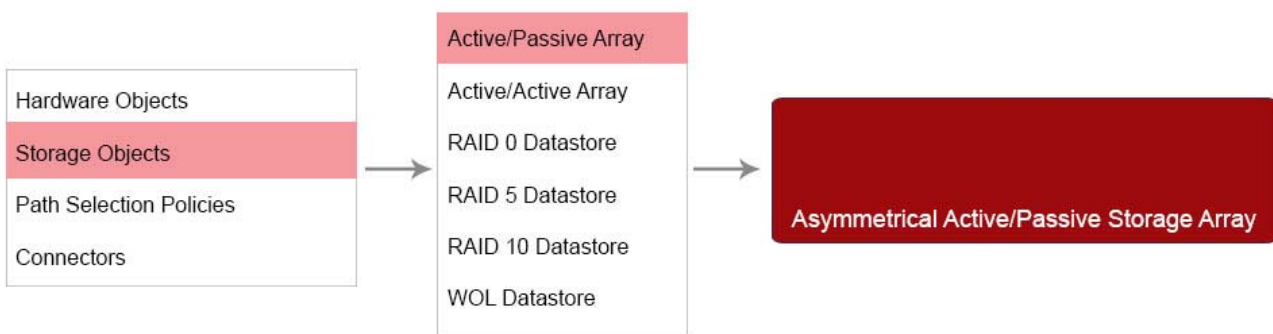 Hardware Objects
Storage Objects
Path Selection Policies
Connectors
Active/Passive Array
Active/Active Array
RAID 0 Datastore
RAID 5 Datastore
RAID 10 Datastore
WOL Datastore
Asymmetrical Active/Passive Storage Array